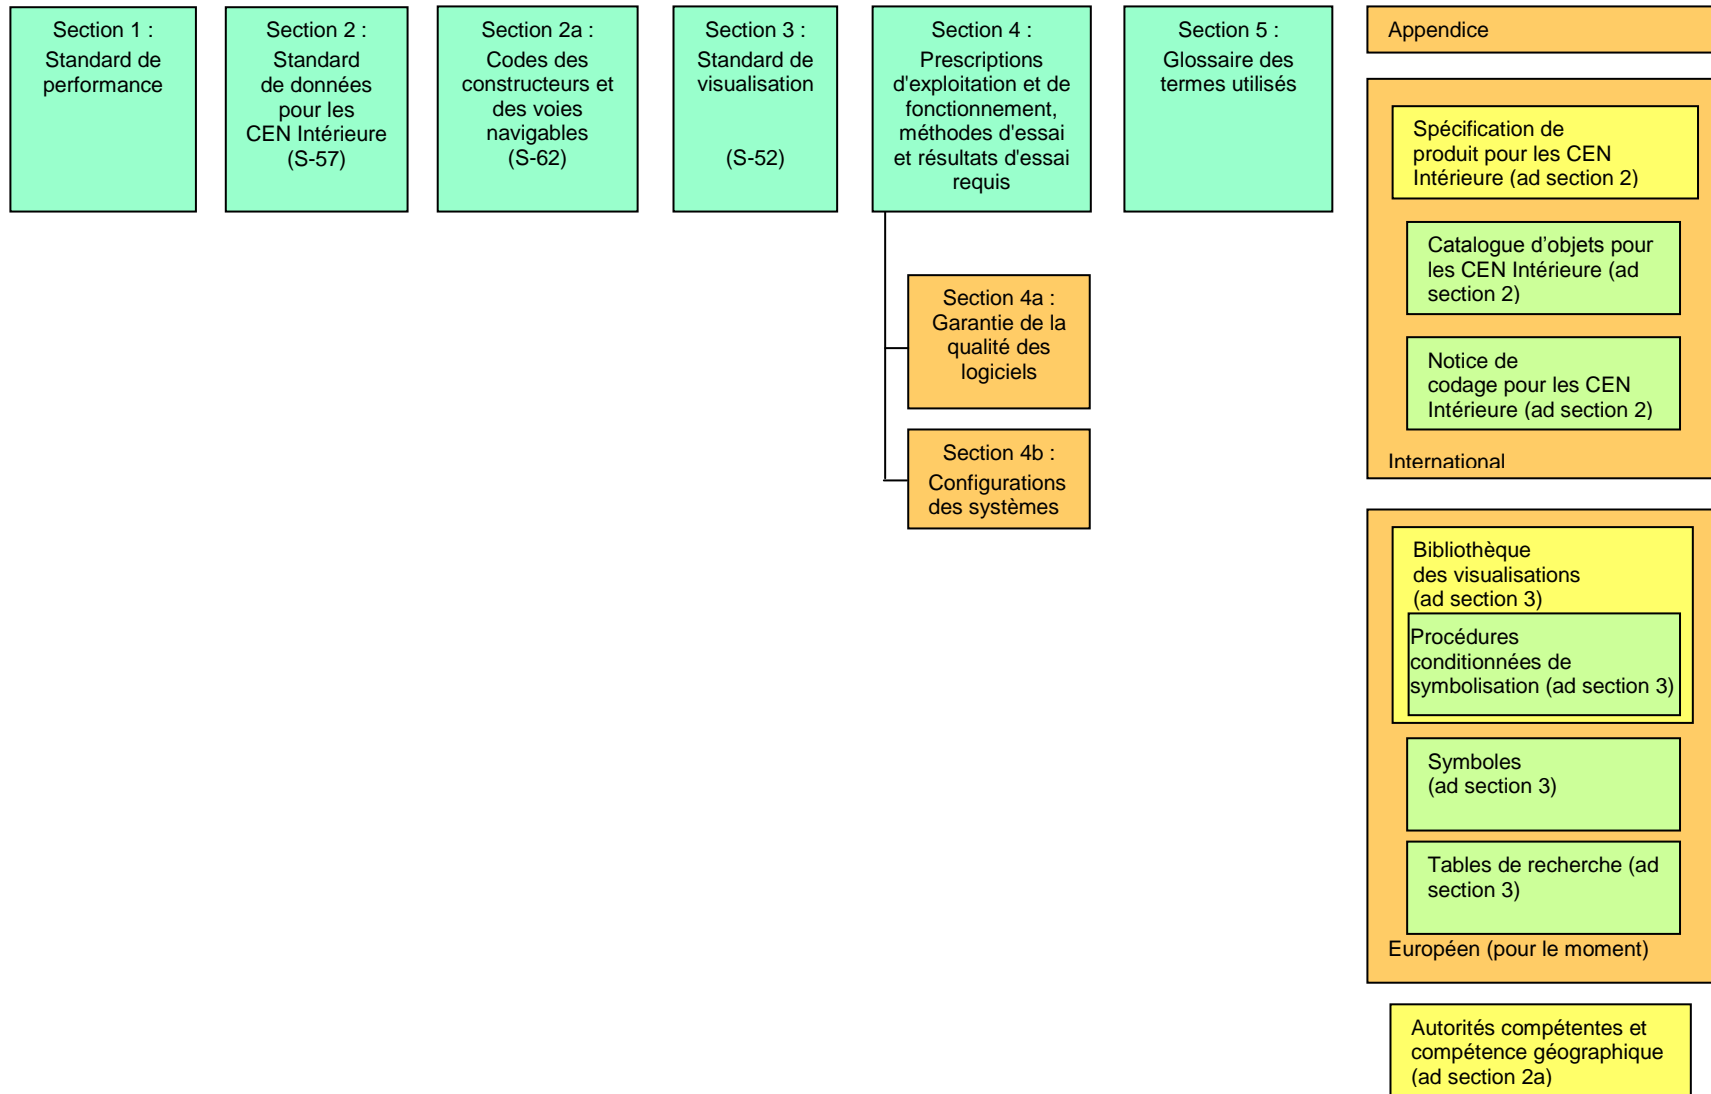 Section 1 :
Standard de
performance
Section 2 :
Standard
de données
pour les
CEN Intérieure
(S-57)
Section 2a :
Codes des
constructeurs et
des voies
navigables
(S-62)
Section 3 :
Standard de
visualisation
(S-52)
Section 4 :
Prescriptions
d'exploitation et de
fonctionnement,
méthodes d'essai
et résultats d'essai
requis
Section 5 :
Glossaire des
termes utilisés
Section 4a :
Garantie de la
qualité des
logiciels
Section 4b :
Configurations
des systèmes
Appendice
Spécification de
produit pour les CEN
Intérieure (ad section 2)
Catalogue d’objets pour
les CEN Intérieure (ad
section 2)
Notice de
codage pour les CEN
Intérieure (ad section 2)
International
Bibliothèque
des visualisations
(ad section 3)
Procédures
conditionnées de
symbolisation (ad section 3)
Symboles
(ad section 3)
Tables de recherche (ad
section 3)
Européen (pour le moment)
Autorités compétentes et
compétence géographique
(ad section 2a)